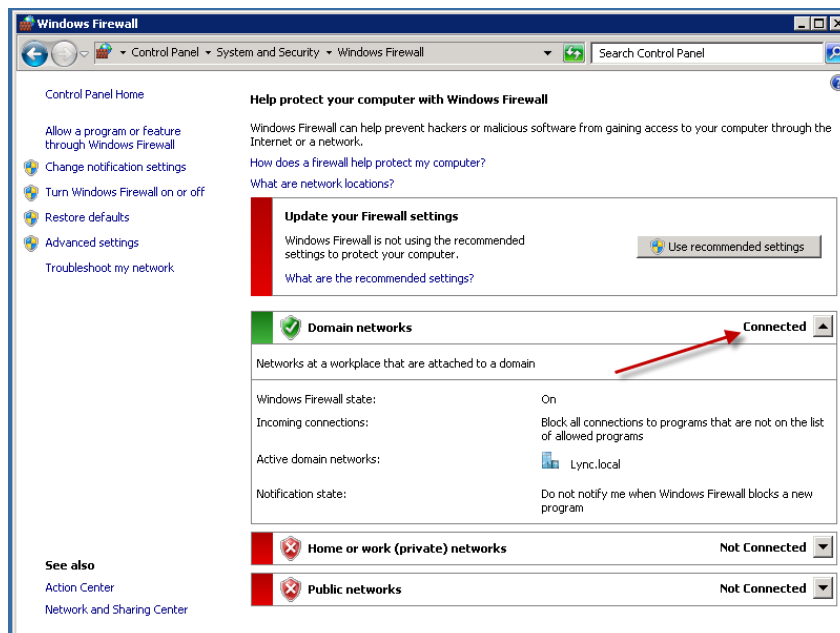 Windows Firewall
Control Panel System and Security Windows Firewall
Search Control Panel
Control Panel Home
Allow a program or feature
through Windows Firewall
Change notification settings
Turn Windows Firewall on or off
Restore defaults
Advanced settings
Troubleshoot my network
Help protect your computer with Windows Firewall
Windows Firewall can help prevent hackers or malicious software from gaining access to your computer through the
Internet or a network.
How does a firewall help protect my computer?
What are network locations?
Update your Firewall settings
Windows Firewall is not using the recommended
settings to protect your computer.
What are the recommended settings?
Use recommended settings
Domain networks
Connected
Networks at a workplace that are attached to a domain
Windows Firewall state:
On
Incoming connections:
Block all connections to programs that are not on the list
of allowed programs
Active domain networks:
Lync.local
Notification state:
Do not notify me when Windows Firewall blocks a new
program
Home or work (private) networks
Not Connected
Public networks
Not Connected
See also
Action Center
Network and Sharing Center